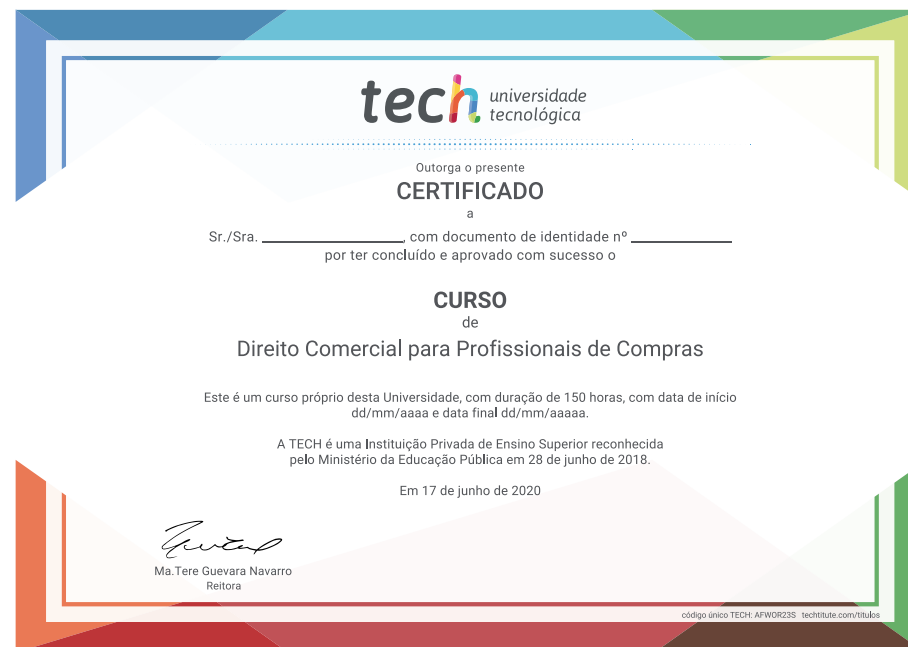 tech universidade
tecnológica
Outorga o presente
CERTIFICADO
a
Sr./Sra. ____________________, com documento de identidade nº ______________
por ter concluído e aprovado com sucesso o
CURSO
de
Direito Comercial para Profissionais de Compras
Este é um curso próprio desta Universidade, com duração de 150 horas, com data de início
dd/mm/aaaa e data final dd/mm/aaaaa.
A TECH é uma Instituição Privada de Ensino Superior reconhecida
pelo Ministério da Educação Pública em 28 de junho de 2018.
Em 17 de junho de 2020
Ma.Tere Guevara Navarro
Reitora
código único TECH: AFWOR23S techtitute.com/titulos